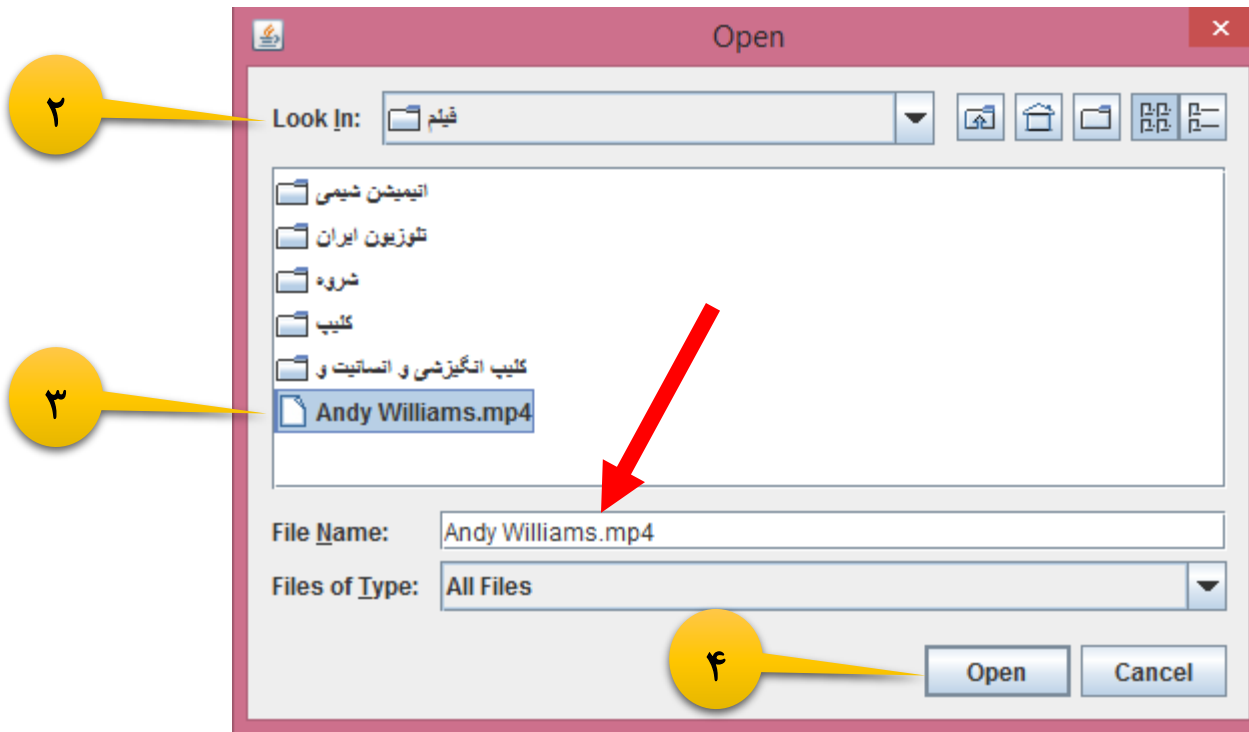 Open
۲
Look In: فیلم
انیمیشن شیمی
تلوزیون ایران
شروه
کلیپ
کلیپ انگیزشی و انسانیت و
۳
Andy Williams.mp4
File Name: Andy Williams.mp4
Files of Type: All Files
۴
Open Cancel